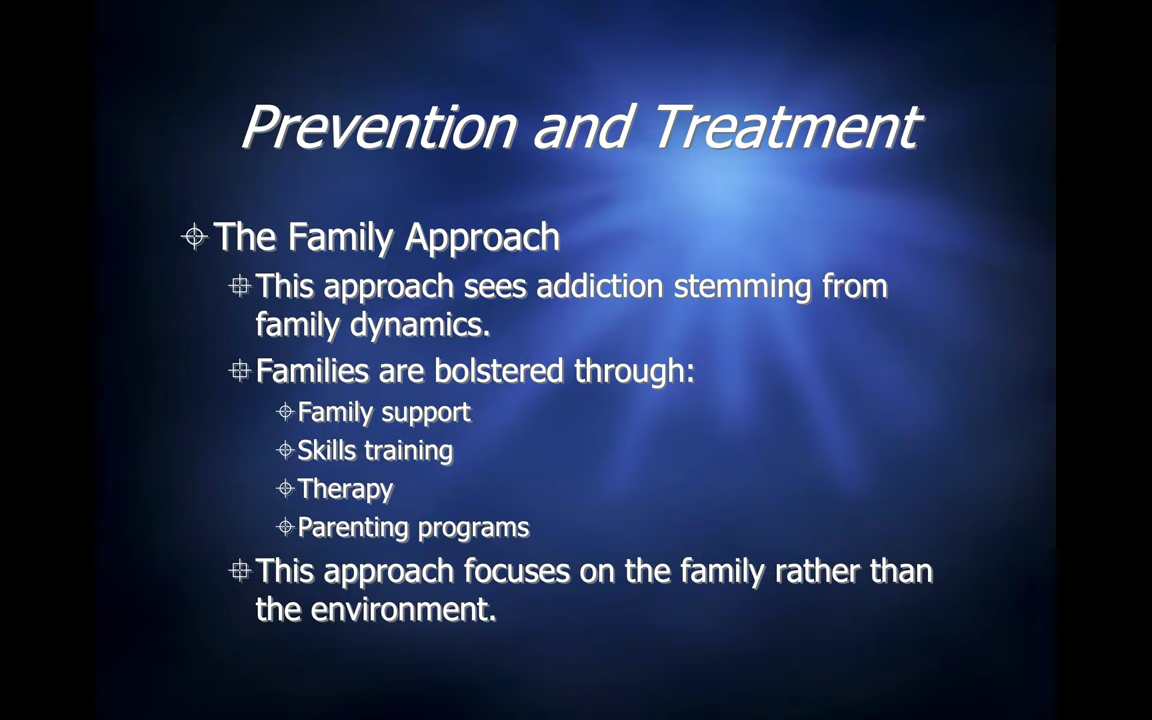 Prevention and Treatment
The Family Approach
This approach sees addiction stemming from
family dynamics.
Families are bolstered through:
Family support
Skills training
Therapy
Parenting programs
This approach focuses on the family rather than
the environment.